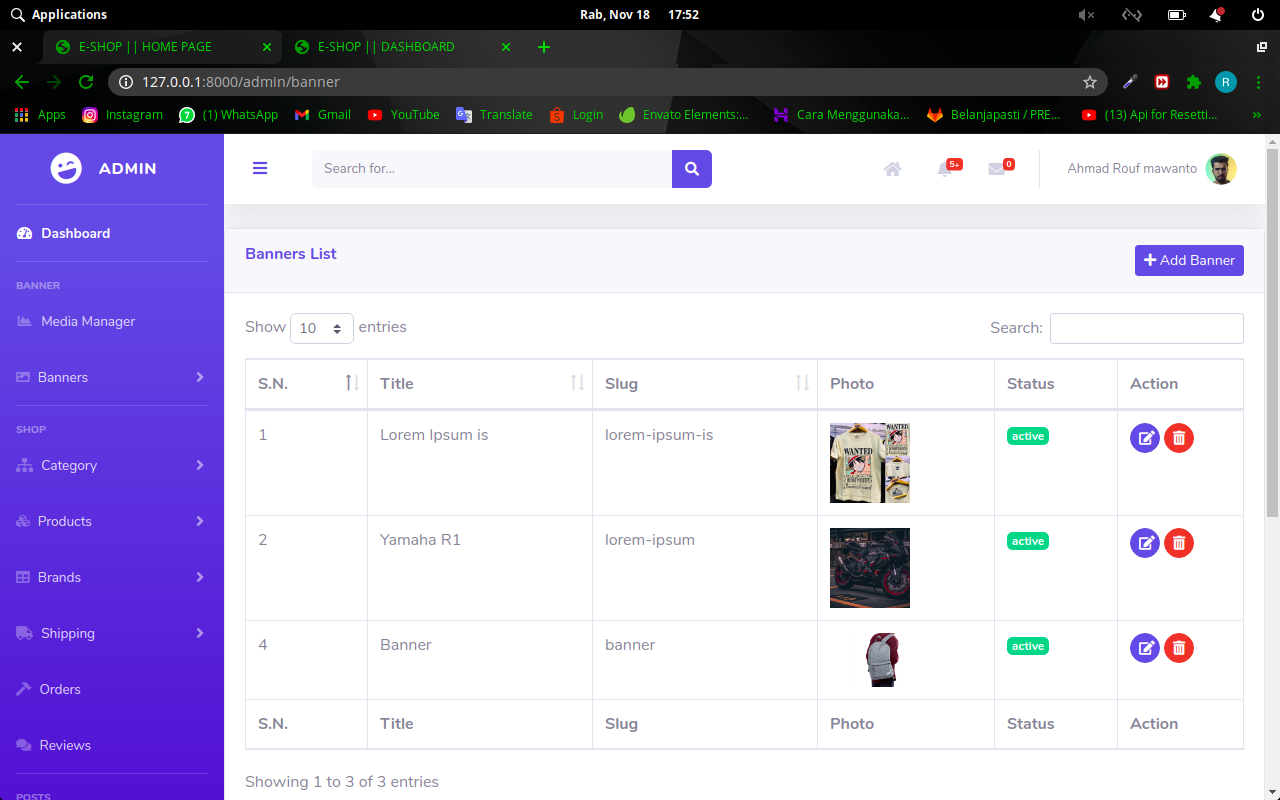 Applications
Rab, Nov 18 17:52
E-SHOP || HOME PAGE
E-SHOP || DASHBOARD
127.0.0.1:8000/admin/banner
R
Apps
Instagram
(1) WhatsApp
Gmail
YouTube
Translate
Login
Envato Elements:...
Cara Menggunaka...
Belanjapasti / PRE...
(13) Api for Resetti...
ADMIN
Search for...
5+
0
Ahmad Rouf mawanto
Dashboard
BANNER
Media Manager
Banners
SHOP
Category
Products
Brands
Shipping
Orders
Reviews
POSTS
Banners List
Add Banner
Show 10 entries
Search:
S.N. Title Slug Photo Status Action
1 Lorem Ipsum is lorem-ipsum-is active
WANTED
WANTED
2 Yamaha R1 lorem-ipsum active
4 Banner banner active
S.N. Title Slug Photo Status Action
Showing 1 to 3 of 3 entries